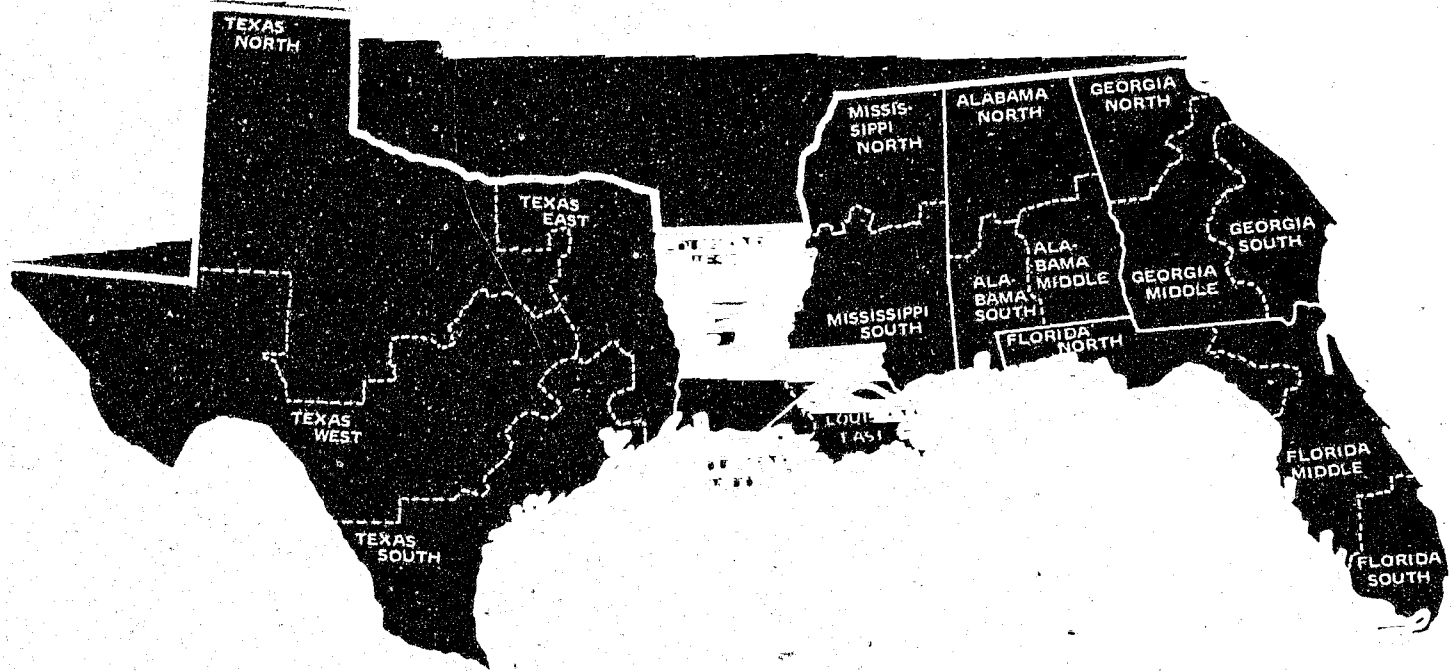 TEXAS
NORTH
TEXAS
EAST
TEXAS
WEST
TEXAS
SOUTH
MISSIS-
SIPPI
NORTH
MISSISSIPPI
SOUTH
ALABAMA
NORTH
ALA-
BAMA
MIDDLE
ALA-
BAMA
SOUTH
GEORGIA
NORTH
GEORGIA
MIDDLE
GEORGIA
SOUTH
FLORIDA
NORTH
FLORIDA
MIDDLE
FLORIDA
SOUTH
EAST